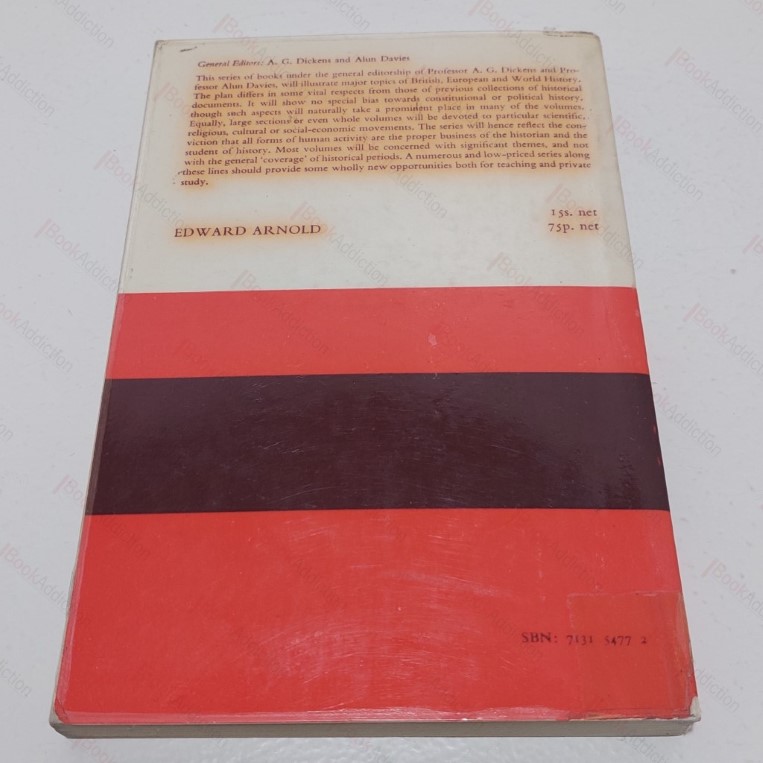 General Editors: A. G. Dickens and Alun Davies
This series of books under the general editorship of Professor A. G. Dickens and Pro-
fessor Alun Davies, will illustrate major topics of British, European and World History.
The plan differs in some vital respects from those of previous collections of historical
documents. It will show no special bias towards constitutional or political history,
though such aspects will naturally take a prominent place in many of the volumes.
Equally, large sections or even whole volumes will be devoted to particular scientific,
religious, cultural or social-economic movements. The series will hence reflect the con-
viction that all forms of human activity are the proper business of the historian and the
student of history. Most volumes will be concerned with significant themes, and not
with the general 'coverage' of historical periods. A numerous and low-priced series along
these lines should provide some wholly new opportunities both for teaching and private
study.
EDWARD ARNOLD
15s. net
75p. net
SBN: 7131 5477 2
BookAddiction